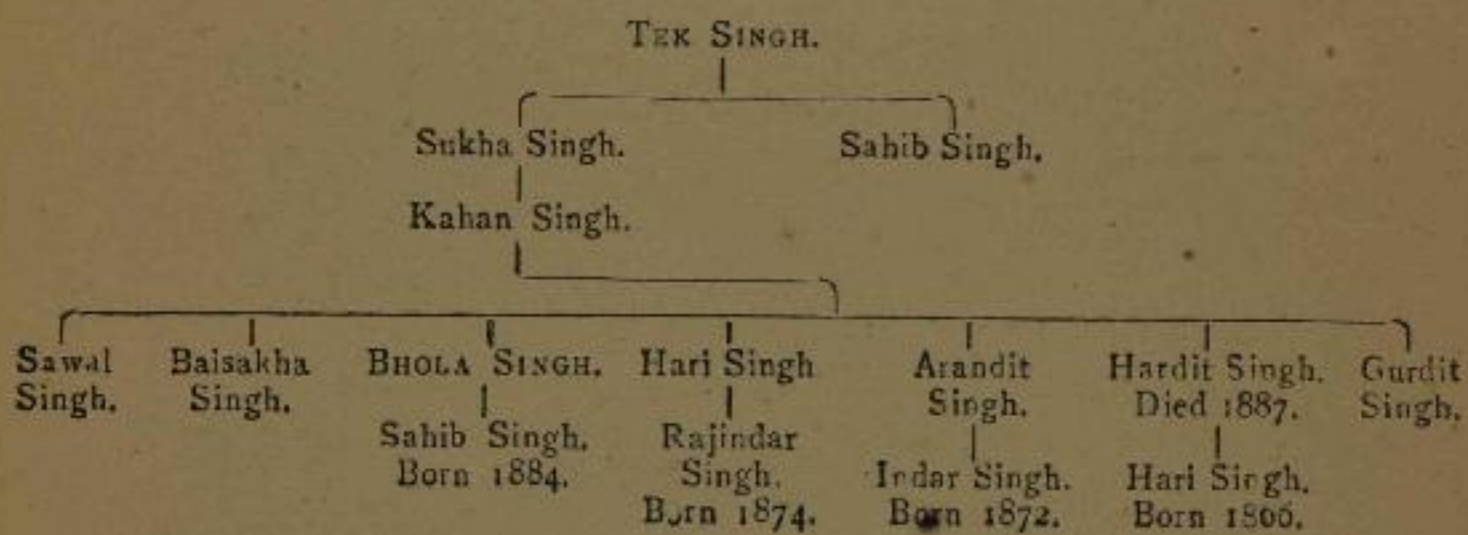 TEK SINGH.
Sukha Singh. Sahib Singh.
Kahan Singh.
Sawal Singh.
Baisakha Singh.
BHOLA SINGH.
Hari Singh
Arandit Singh.
Hardit Singh.
Died 1887.
Gurdit Singh.
Sahib Singh.
Born 1884.
Rajindar
Singh.
Born 1874.
Indar Singh.
Born 1872.
Hari Singh.
Born